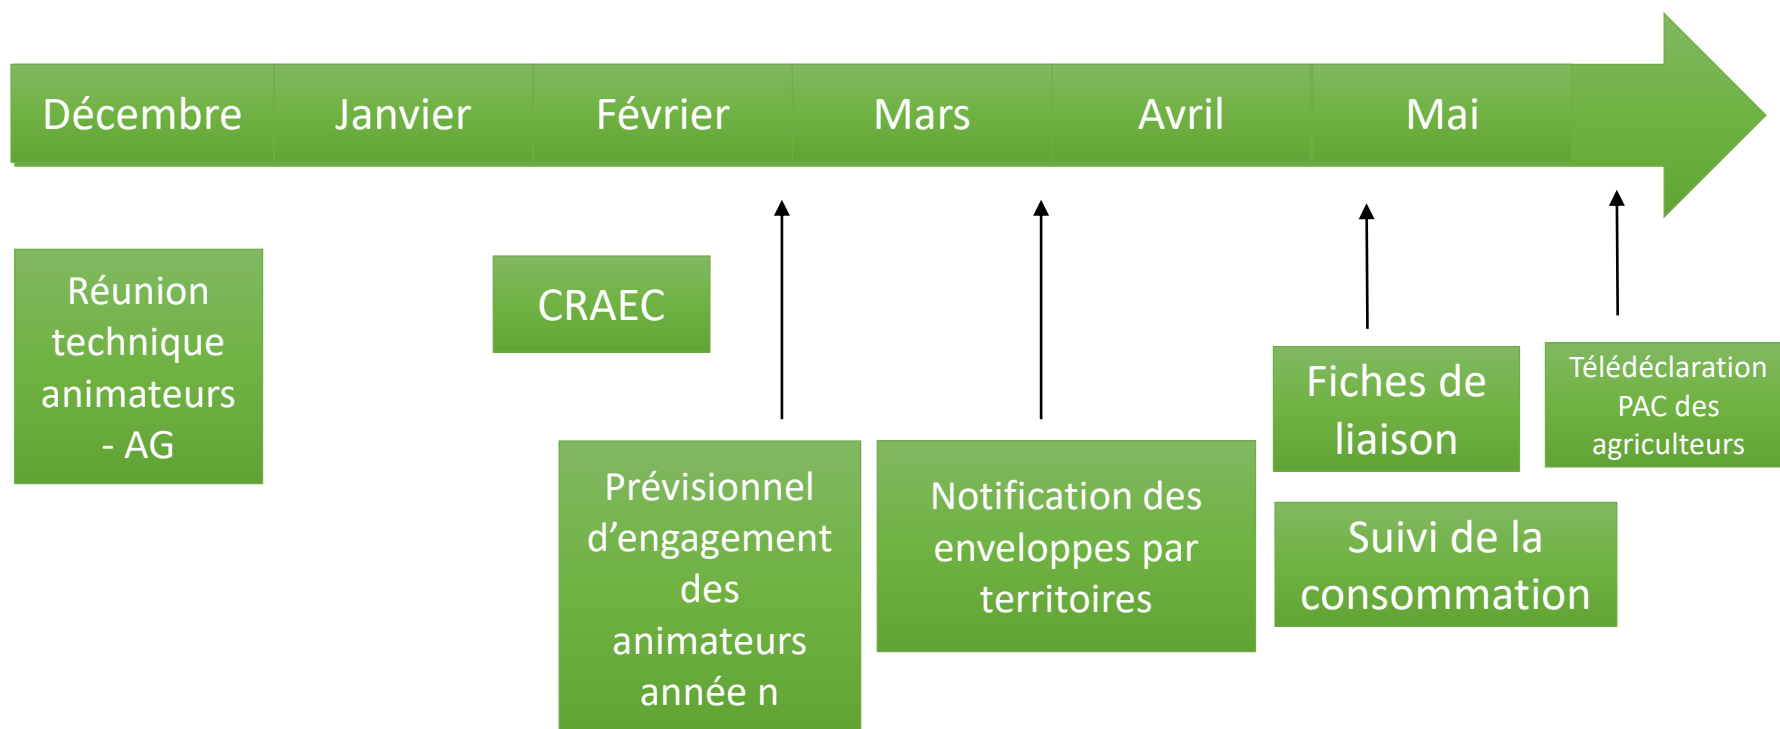 Décembre
Janvier
Février
Mars
Avril
Mai
Réunion
technique
animateurs
- AG
CRAEC
Prévisionnel
d’engagement
des
animateurs
année n
Notification des
enveloppes par
territoires
Fiches de
liaison
Suivi de la
consommation
Télédéclaration
PAC des
agriculteurs